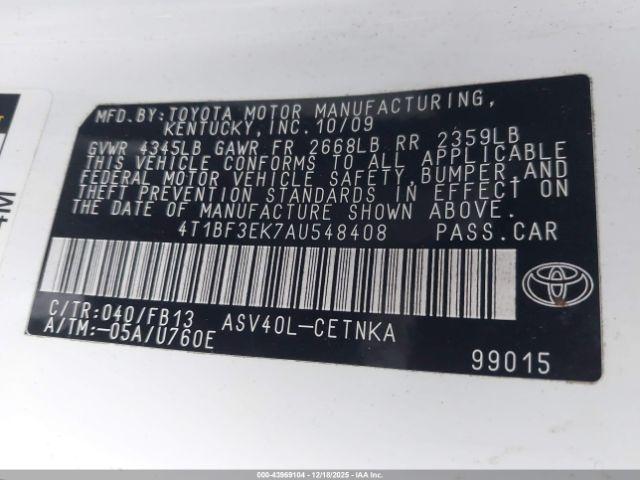 MFD.BY:TOYOTA MOTOR MANUFACTURING,
KENTUCKY,INC.10/09
GVWR 4345LB GAWR FR 2668LB RR 2359LB
THIS VEHICLE CONFORMS TO ALL APPLICABLE
FEDERAL MOTOR VEHICLE SAFETY,BUMPER,AND
THEFT PREVENTION STANDARDS IN EFFECT ON
THE DATE OF MANUFACTURE SHOWN ABOVE.
4T1BF3EK7AU548408 PASS.CAR
C/TR:040/FB13 ASV40L-CETNKA
A/TM:-05A/U760E
99015
000-43969104 - 12/18/2025 - IAAI.COM